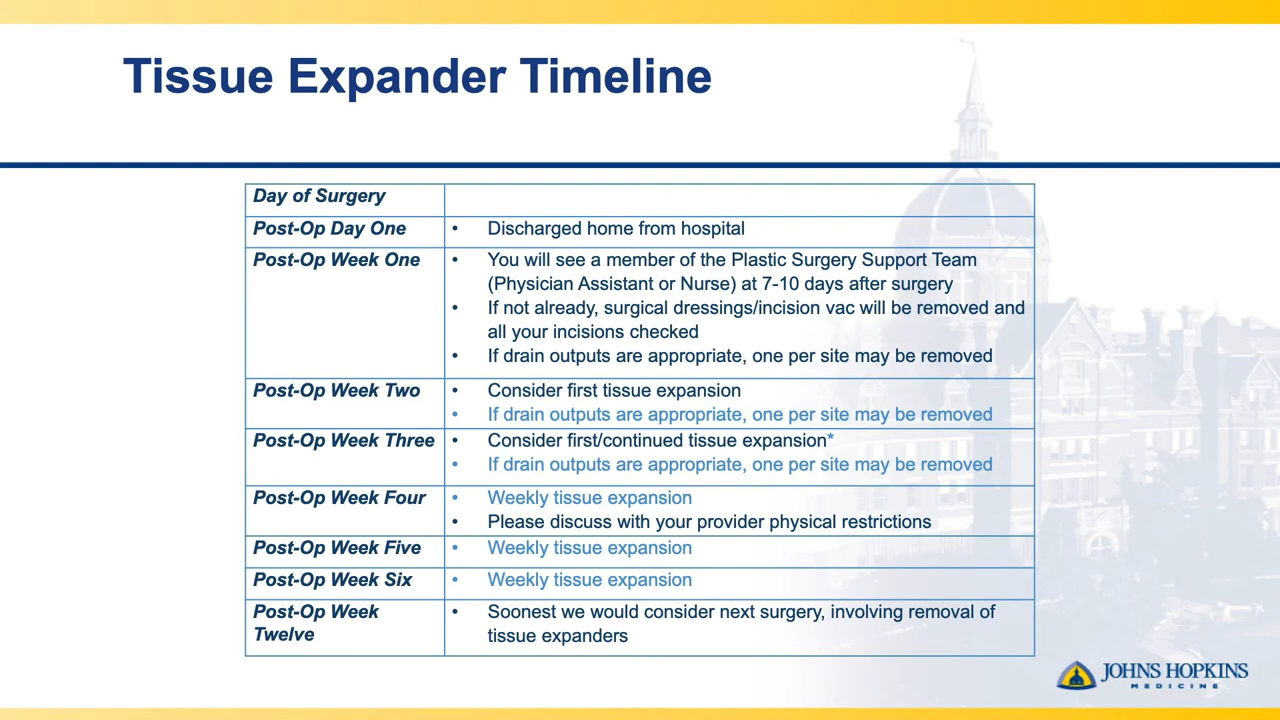 Tissue Expander Timeline
Day of Surgery
Post-Op Day One
• Discharged home from hospital
Post-Op Week One
• You will see a member of the Plastic Surgery Support Team
(Physician Assistant or Nurse) at 7-10 days after surgery
• If not already, surgical dressings/incision vac will be removed and
all your incisions checked
• If drain outputs are appropriate, one per site may be removed
Post-Op Week Two
• Consider first tissue expansion
• If drain outputs are appropriate, one per site may be removed
Post-Op Week Three
• Consider first/continued tissue expansion*
• If drain outputs are appropriate, one per site may be removed
Post-Op Week Four
• Weekly tissue expansion
• Please discuss with your provider physical restrictions
Post-Op Week Five
• Weekly tissue expansion
Post-Op Week Six
• Weekly tissue expansion
Post-Op Week
Twelve
• Soonest we would consider next surgery, involving removal of
tissue expanders
JOHNS HOPKINS
MEDICINE